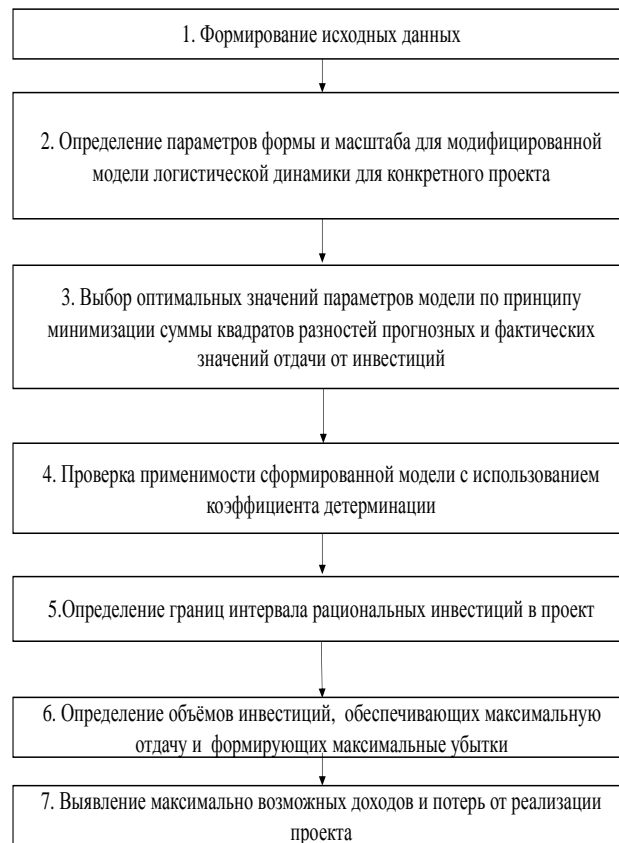 1. Формирование исходных данных
2. Определение параметров формы и масштаба для модифицированной
модели логистической динамики для конкретного проекта
3. Выбор оптимальных значений параметров модели по принципу
минимизации суммы квадратов разностей прогнозных и фактических
значений отдачи от инвестиций
4. Проверка применимости сформированной модели с использованием
коэффициента детерминации
5.Определение границ интервала рациональных инвестиций в проект
6. Определение объёмов инвестиций, обеспечивающих максимальную
отдачу и формирующих максимальные убытки
7. Выявление максимально возможных доходов и потерь от реализации
проекта